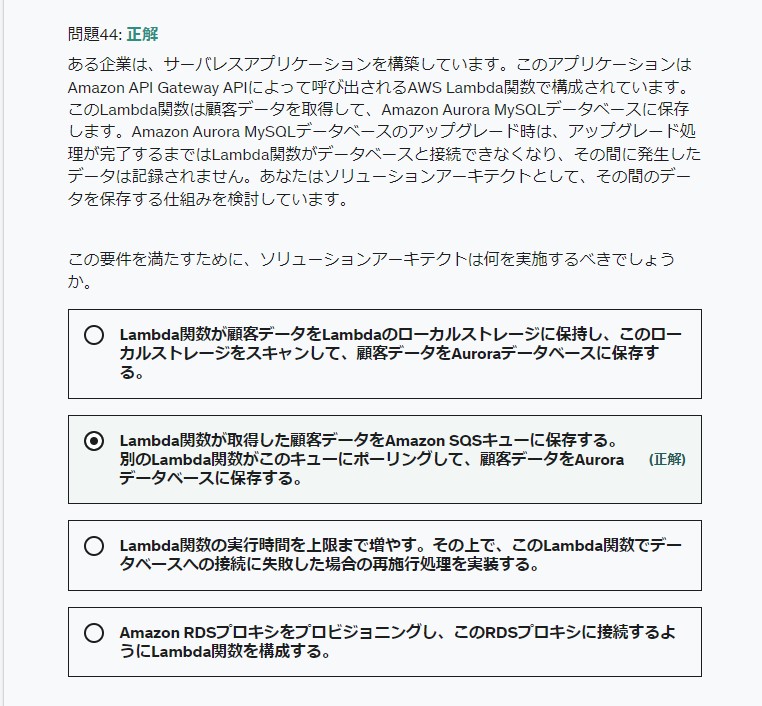 問題44: 正解
ある企業は、サーバレスアプリケーションを構築しています。このアプリケーションは
Amazon API Gateway APIによって呼び出されるAWS Lambda関数で構成されています。
このLambda関数は顧客データを取得して、Amazon Aurora MySQLデータベースに保存
します。Amazon Aurora MySQLデータベースのアップグレード時は、アップグレード処
理が完了するまではLambda関数がデータベースと接続できなくなり、その間に発生した
データは記録されません。あなたはソリューションアーキテクトとして、その間のデー
タを保存する仕組みを検討しています。
この要件を満たすために、ソリューションアーキテクトは何を実施するべきでしょう
か。
Lambda関数が顧客データをLambdaのローカルストレージに保持し、このロー
カルストレージをスキャンして、顧客データをAuroraデータベースに保存す
る。
Lambda関数が取得した顧客データをAmazon SQSキューに保存する。
別のLambda関数がこのキューにポーリングして、顧客データをAurora
データベースに保存する。
(正解)
Lambda関数の実行時間を上限まで増やす。その上で、このLambda関数でデー
タベースへの接続に失敗した場合の再施行処理を実装する。
Amazon RDSプロキシをプロビジョニングし、このRDSプロキシに接続するよ
うにLambda関数を構成する。